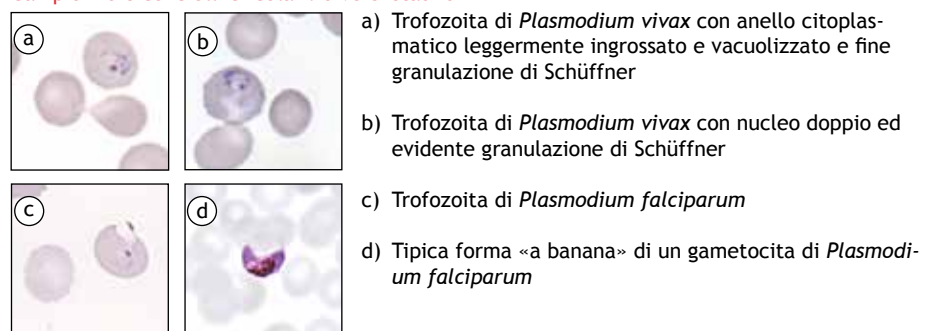 a
b
c
d
a) Trofozoita di Plasmodium vivax con anello citoplas-
matico leggermente ingrossato e vacuolizzato e fine
granulazione di Schüffner
b) Trofozoita di Plasmodium vivax con nucleo doppio ed
evidente granulazione di Schüffner
c) Trofozoita di Plasmodium falciparum
d) Tipica forma «a banana» di un gametocita di Plasmodi-
um falciparum